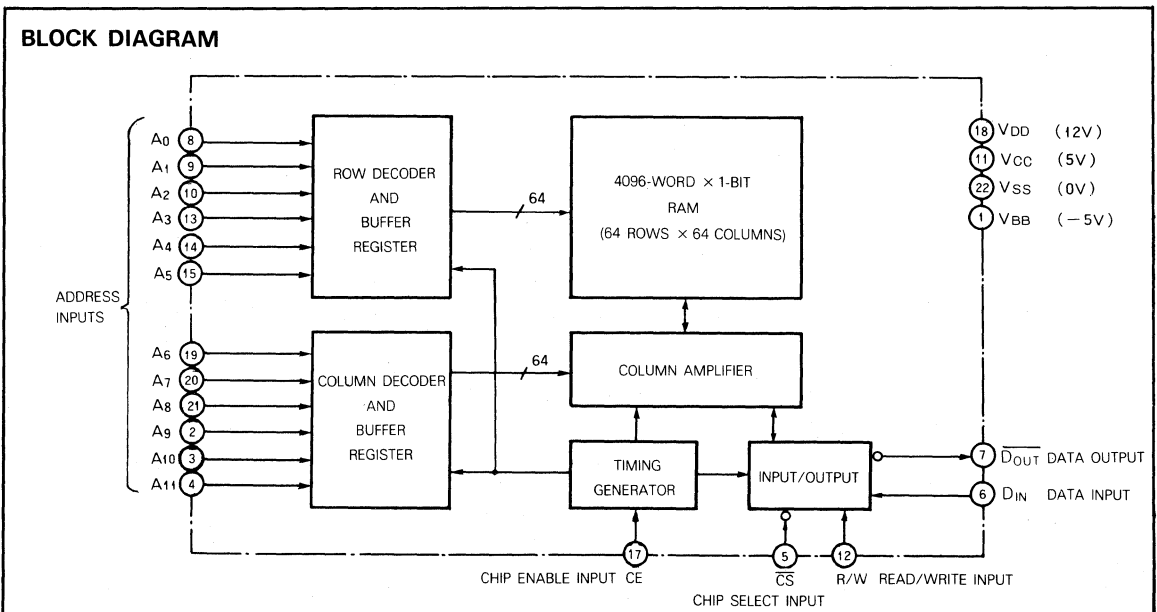 BLOCK DIAGRAM
ADDRESS
INPUTS
A0 8
A1 9
A2 10
A3 13
A4 14
A5 15
A6 19
A7 20
A8 21
A9 2
A10 3
A11 4
ROW DECODER
AND
BUFFER
REGISTER
64
4096-WORD × 1-BIT
RAM
(64 ROWS × 64 COLUMNS)
18 VDD (12V)
11 VCC (5V)
22 VSS (0V)
1 VBB (−5V)
COLUMN DECODER
AND
BUFFER
REGISTER
64
COLUMN AMPLIFIER
TIMING
GENERATOR
INPUT/OUTPUT
7 D̅O̅U̅T̅ DATA OUTPUT
6 DIN DATA INPUT
17
CHIP ENABLE INPUT CE
5
C̅S̅
CHIP SELECT INPUT
12
R/W READ/WRITE INPUT